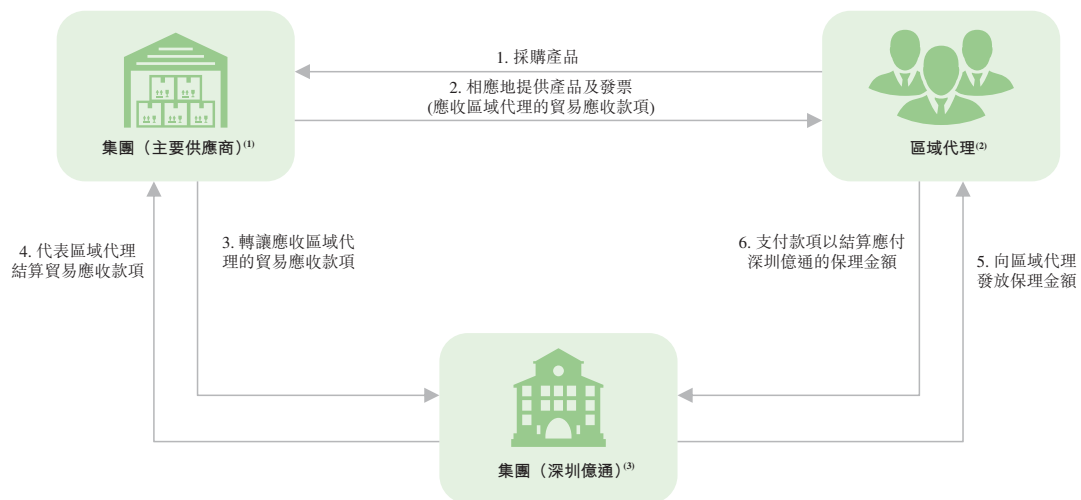 1. 採購產品
2. 相應地提供產品及發票
(應收區域代理的貿易應收款項)
集團（主要供應商）(1)
區域代理(2)
4. 代表區域代理
結算貿易應收款項
3. 轉讓應收區域代
理的貿易應收款項
6. 支付款項以結算應付
深圳億通的保理金額
5. 向區域代理
發放保理金額
集團（深圳億通）(3)